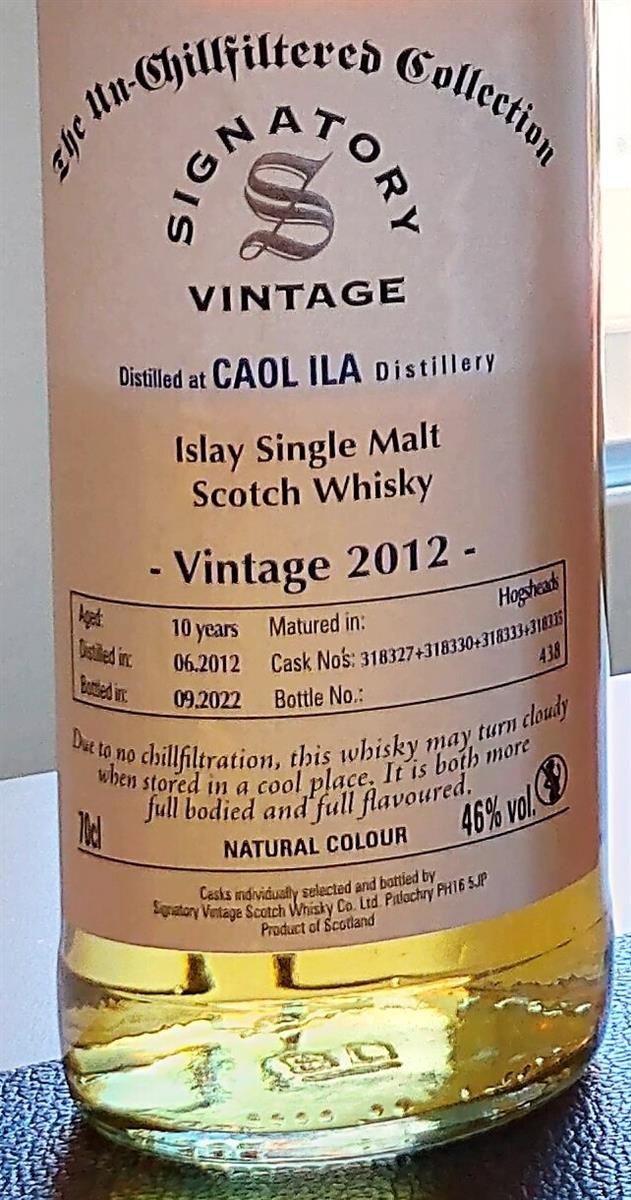 The Un-Chillfiltered Collection
SIGNATORY
S
VINTAGE
Distilled at CAOL ILA Distillery
Islay Single Malt
Scotch Whisky
- Vintage 2012 -
Aged: 10 years Matured in: Hogsheads
Distilled in: 06.2012 Cask No's: 318327+318330+318333+318335
Bottled in: 09.2022 Bottle No.: 438
Due to no chillfiltration, this whisky may turn cloudy
when stored in a cool place. It is both more
full bodied and full flavoured.
70cl NATURAL COLOUR 46% vol.
Casks individually selected and bottled by
Signatory Vintage Scotch Whisky Co. Ltd. Pitlochry PH16 5JP
Product of Scotland